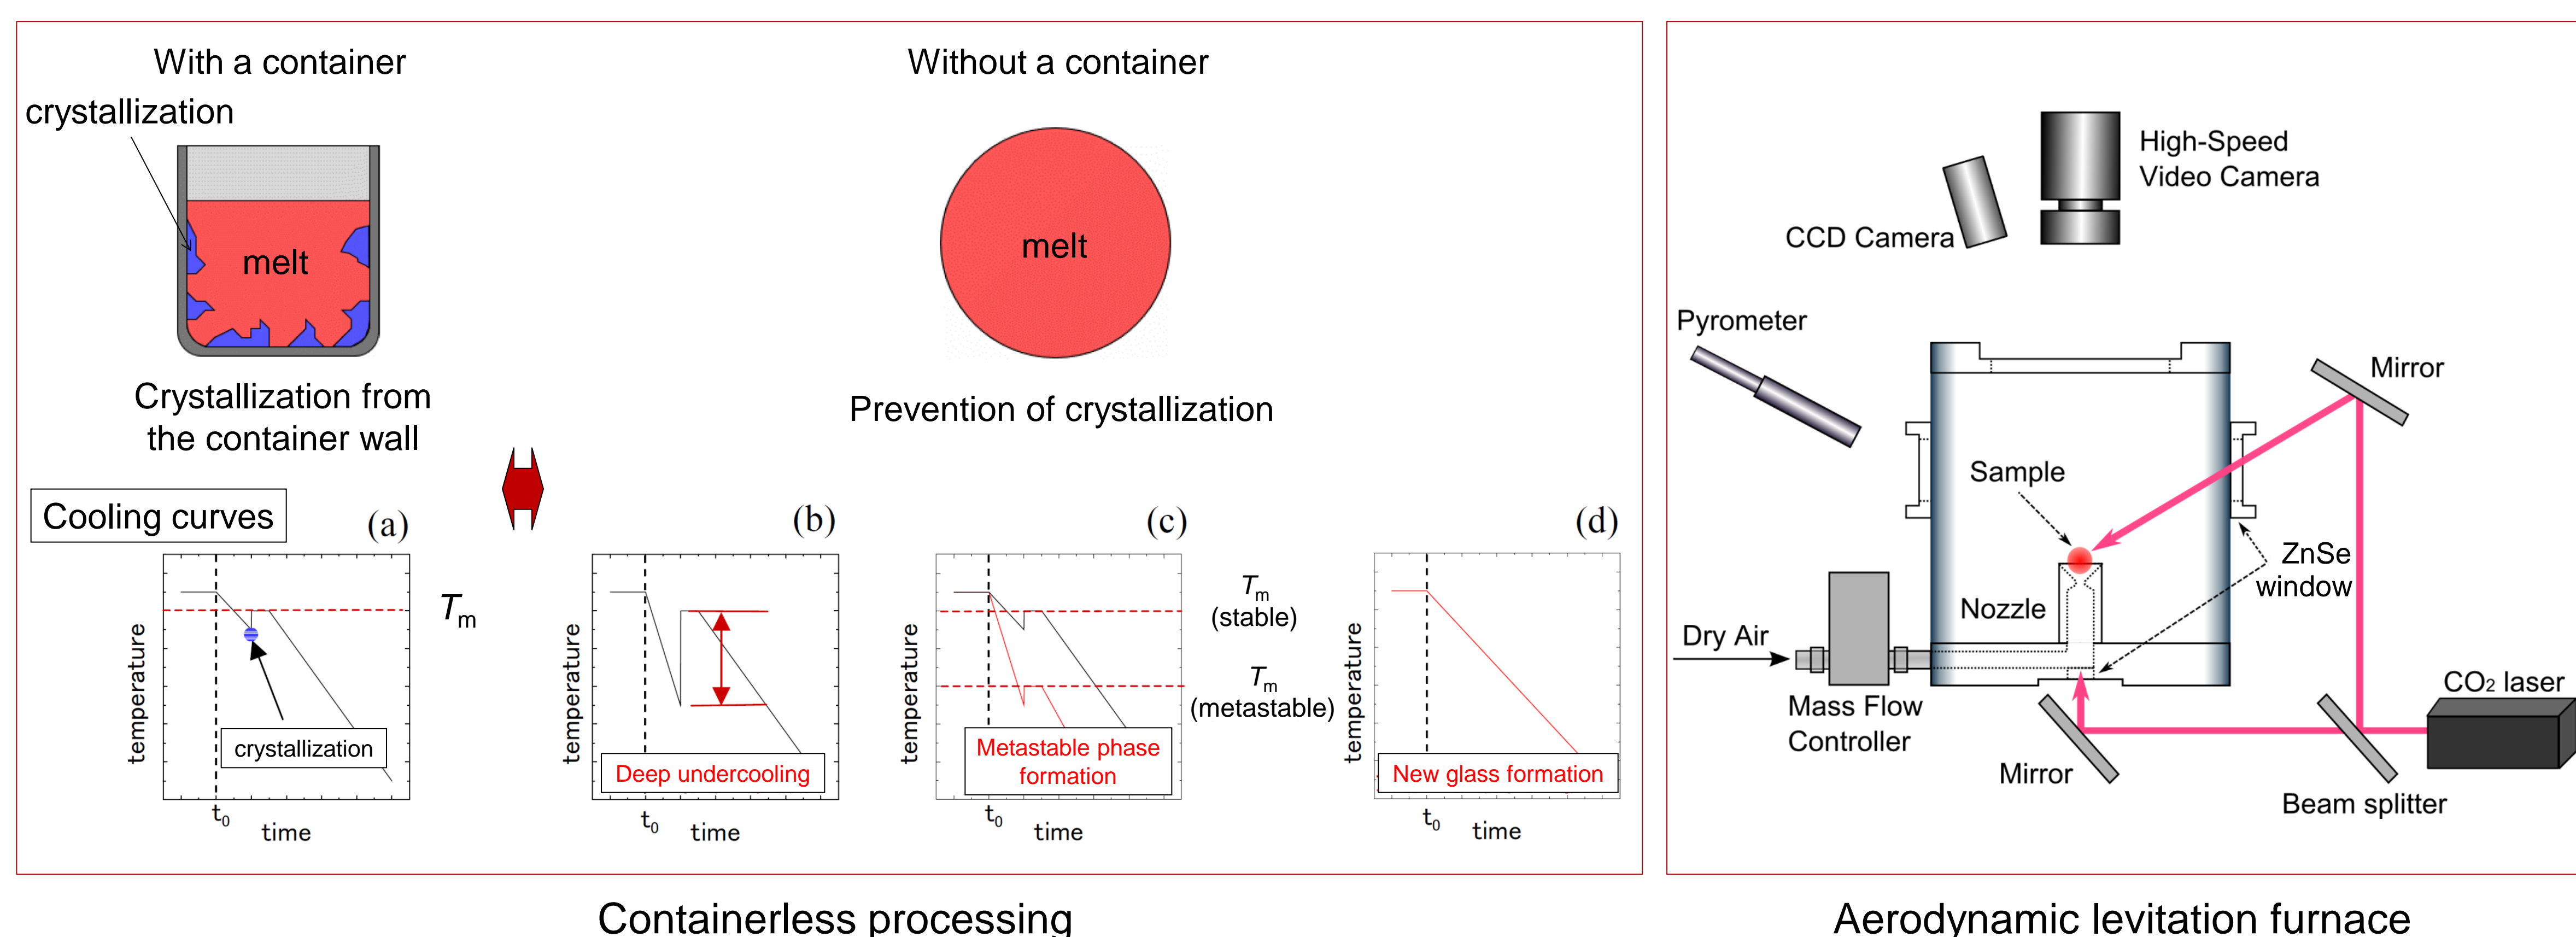 With a container
Without a container
crystallization
melt
melt
Crystallization from
the container wall
Prevention of crystallization
Cooling curves
(a)
(b)
(c)
(d)
temperature
crystallization
t0
time
Tm
temperature
Deep undercooling
t0
time
temperature
Metastable phase
formation
t0
time
Tm
(stable)
Tm
(metastable)
temperature
New glass formation
t0
time
Containerless processing
High-Speed
Video Camera
CCD Camera
Pyrometer
Mirror
Sample
ZnSe
window
Nozzle
Dry Air
Mass Flow
Controller
CO2 laser
Mirror
Beam splitter
Aerodynamic levitation furnace